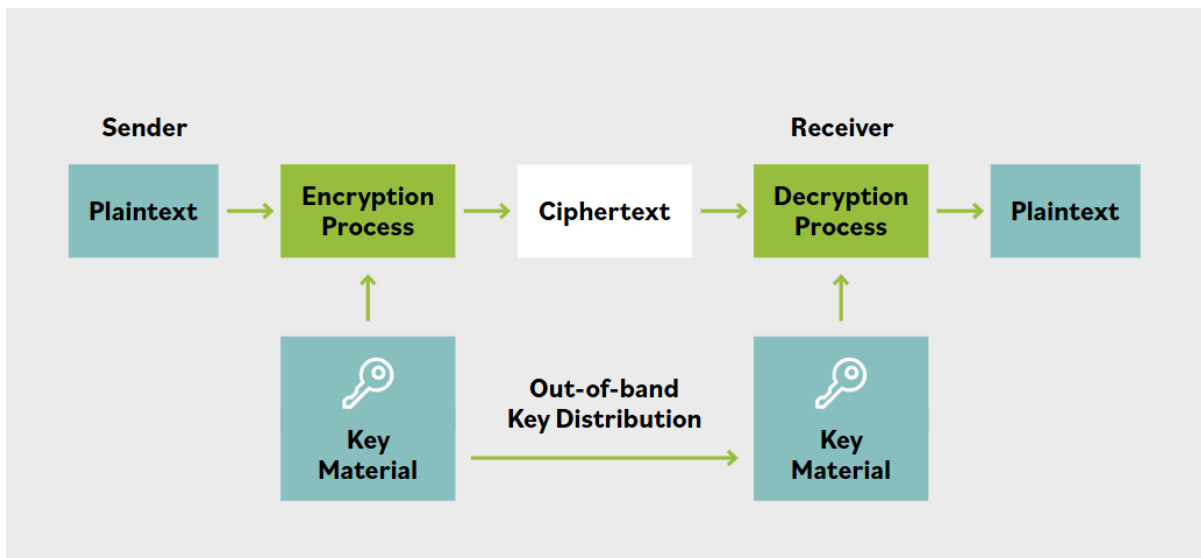 Sender
Receiver
Plaintext
Encryption
Process
Ciphertext
Decryption
Process
Plaintext
Key
Material
Out-of-band
Key Distribution
Key
Material